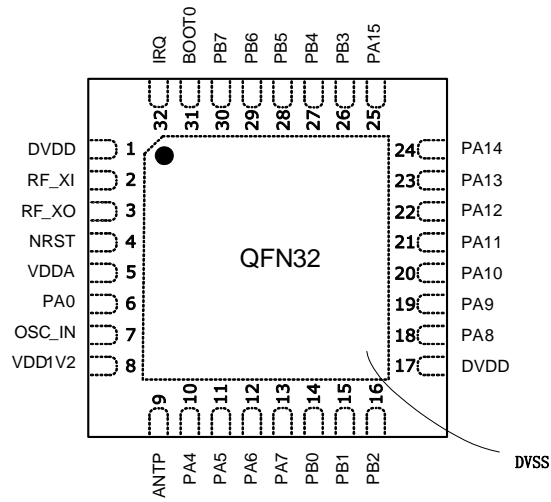 IRQ BOOT0 PB7 PB6 PB5 PB4 PB3 PA15
32 31 30 29 28 27 26 25
DVDD 1 24 PA14
RF_XI 2 23 PA13
RF_XO 3 22 PA12
NRST 4 21 PA11
QFN32
VDDA 5 20 PA10
PA0 6 19 PA9
OSC_IN 7 18 PA8
VDD1V2 8 17 DVDD
9 10 11 12 13 14 15 16
ANTP PA4 PA5 PA6 PA7 PB0 PB1 PB2
DVSS